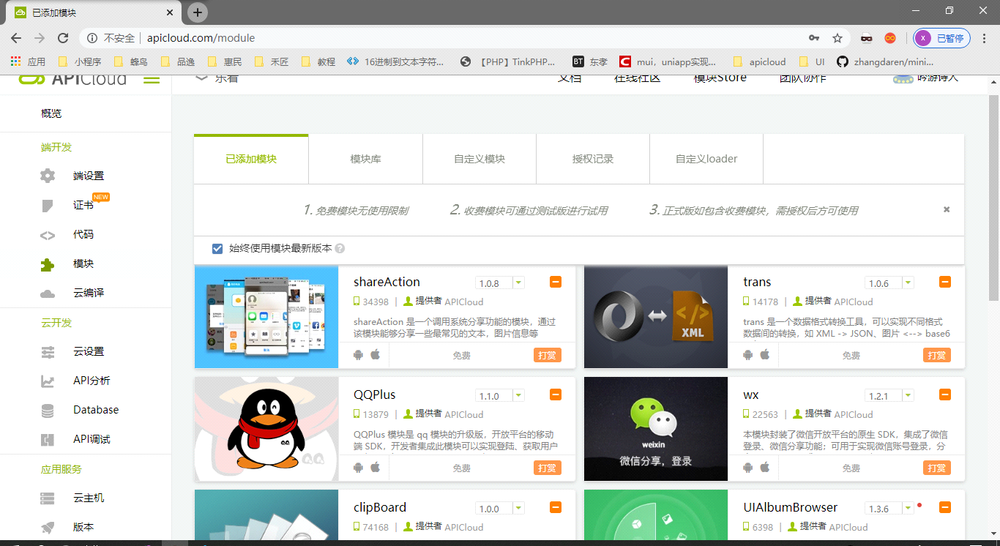 已添加模块
不安全 apicloud.com/module
X 已暂停
应用 小程序 蜂鸟 品逸 惠民 禾匠 教程 16进制到文本字符... 【PHP】TinkPHP... BT 东孝 C mui，uniapp实现... apicloud UI zhangdaren/mini...
APICloud
乐着 文档 在线社区 模块Store 团队协作 吟游诗人
概览
端开发
端设置
证书 NEW
代码
模块
云编译
云开发
云设置
API分析
Database
API调试
应用服务
云主机
版本
已添加模块 模块库 自定义模块 授权记录 自定义loader
1. 免费模块无使用限制 2. 收费模块可通过测试版进行试用 3. 正式版如包含收费模块，需授权后方可使用
始终使用模块最新版本 ?
shareAction 1.0.8
34398 | 提供者 APICloud
shareAction 是一个调用系统分享功能的模块，通过
该模块能够分享一些最常见的文本，图片信息等
免费 打赏
XML
trans 1.0.6
14178 | 提供者 APICloud
trans 是一个数据格式转换工具，可以实现不同格式
数据间的转换，如 XML -> JSON、图片 <--> base6
免费 打赏
QQ
QQPlus 1.1.0
13879 | 提供者 APICloud
QQPlus 模块是 qq 模块的升级版，开放平台的移动
端 SDK，开发者集成此模块可以实现登陆、获取用户
免费 打赏
weixin
微信分享，登录
wx 1.2.1
22563 | 提供者 APICloud
本模块封装了微信开放平台的原生 SDK，集成了微信
登录、微信分享功能；可用于实现微信账号登录，分
免费 打赏
clipBoard 1.0.0
74168 | 提供者 APICloud
UIAlbumBrowser 1.3.6
6398 | 提供者 APICloud